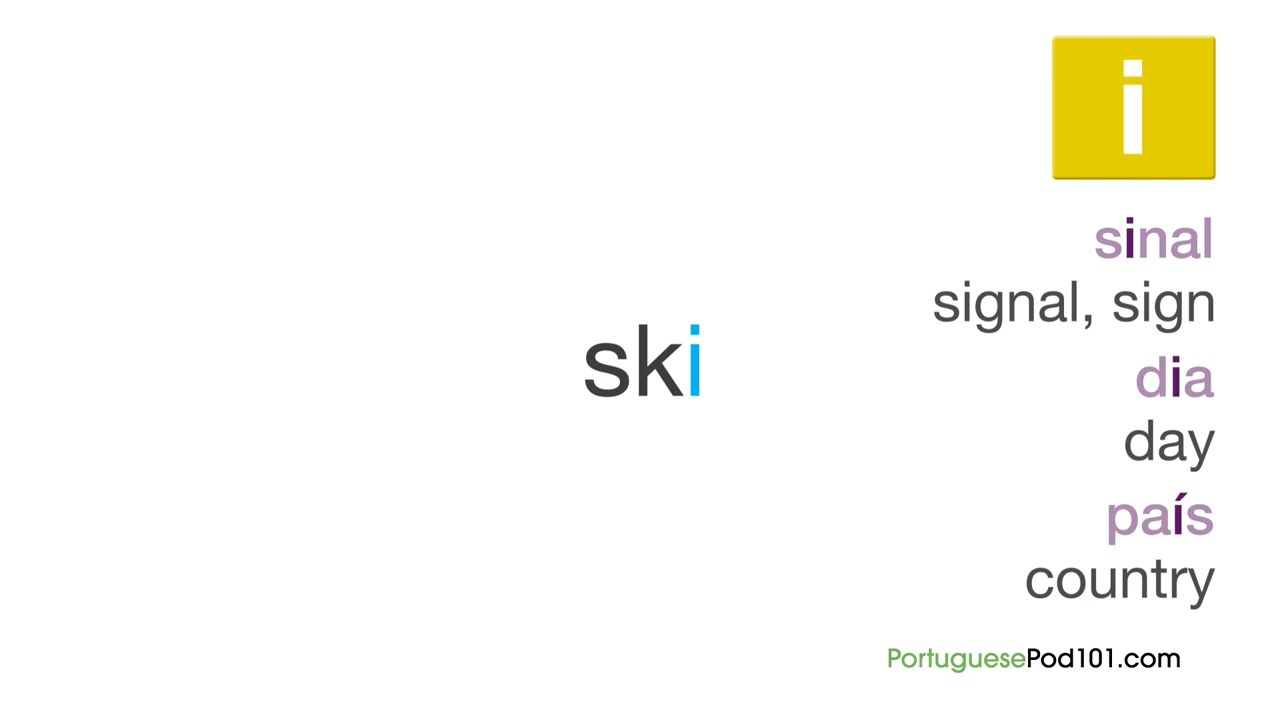 i
sinal
signal, sign
ski
dia
day
país
country
PortuguesePod101.com